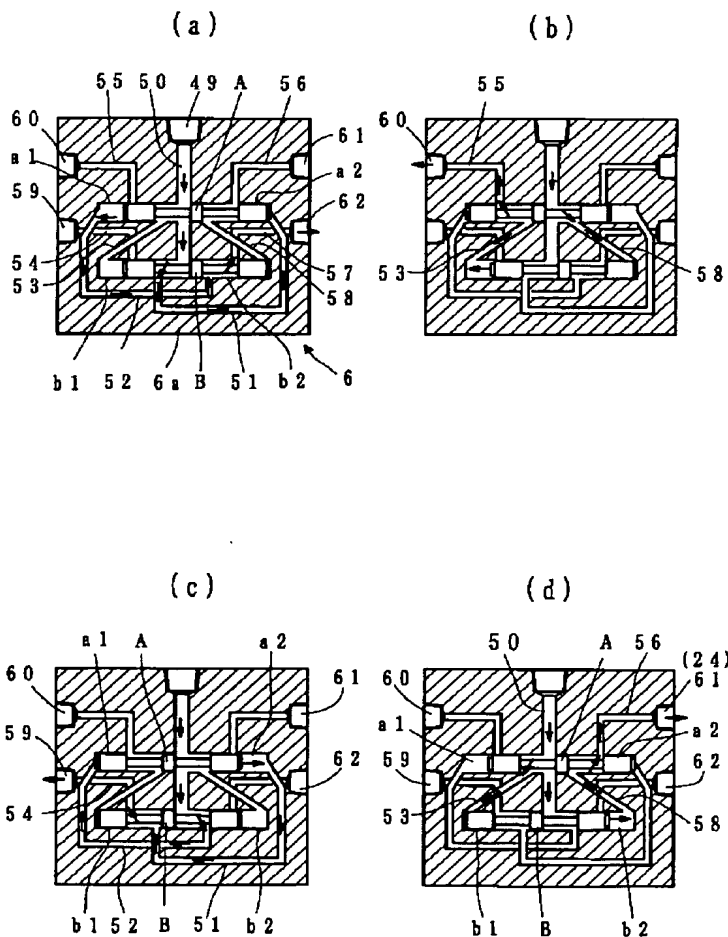 (a)
55 50 49 A 56
60 61
a1 a2
59 62
54 57
53 58
b1 52 6a B 51 b2 6
(b)
55
60
53 58
(c)
a1 A a2
60 61
59 62
54
b1 52 B 51 b2
(d)
50 A 56 (24)
60 61
a1 a2
59 62
53 58
b1 B b2